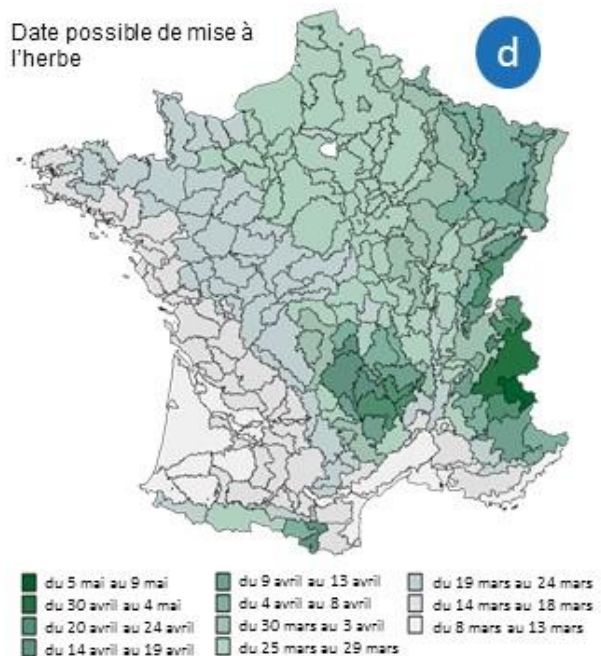 Date possible de mise à
l’herbe
d
du 5 mai au 9 mai
du 30 avril au 4 mai
du 20 avril au 24 avril
du 14 avril au 19 avril
du 9 avril au 13 avril
du 4 avril au 8 avril
du 30 mars au 3 avril
du 25 mars au 29 mars
du 19 mars au 24 mars
du 14 mars au 18 mars
du 8 mars au 13 mars